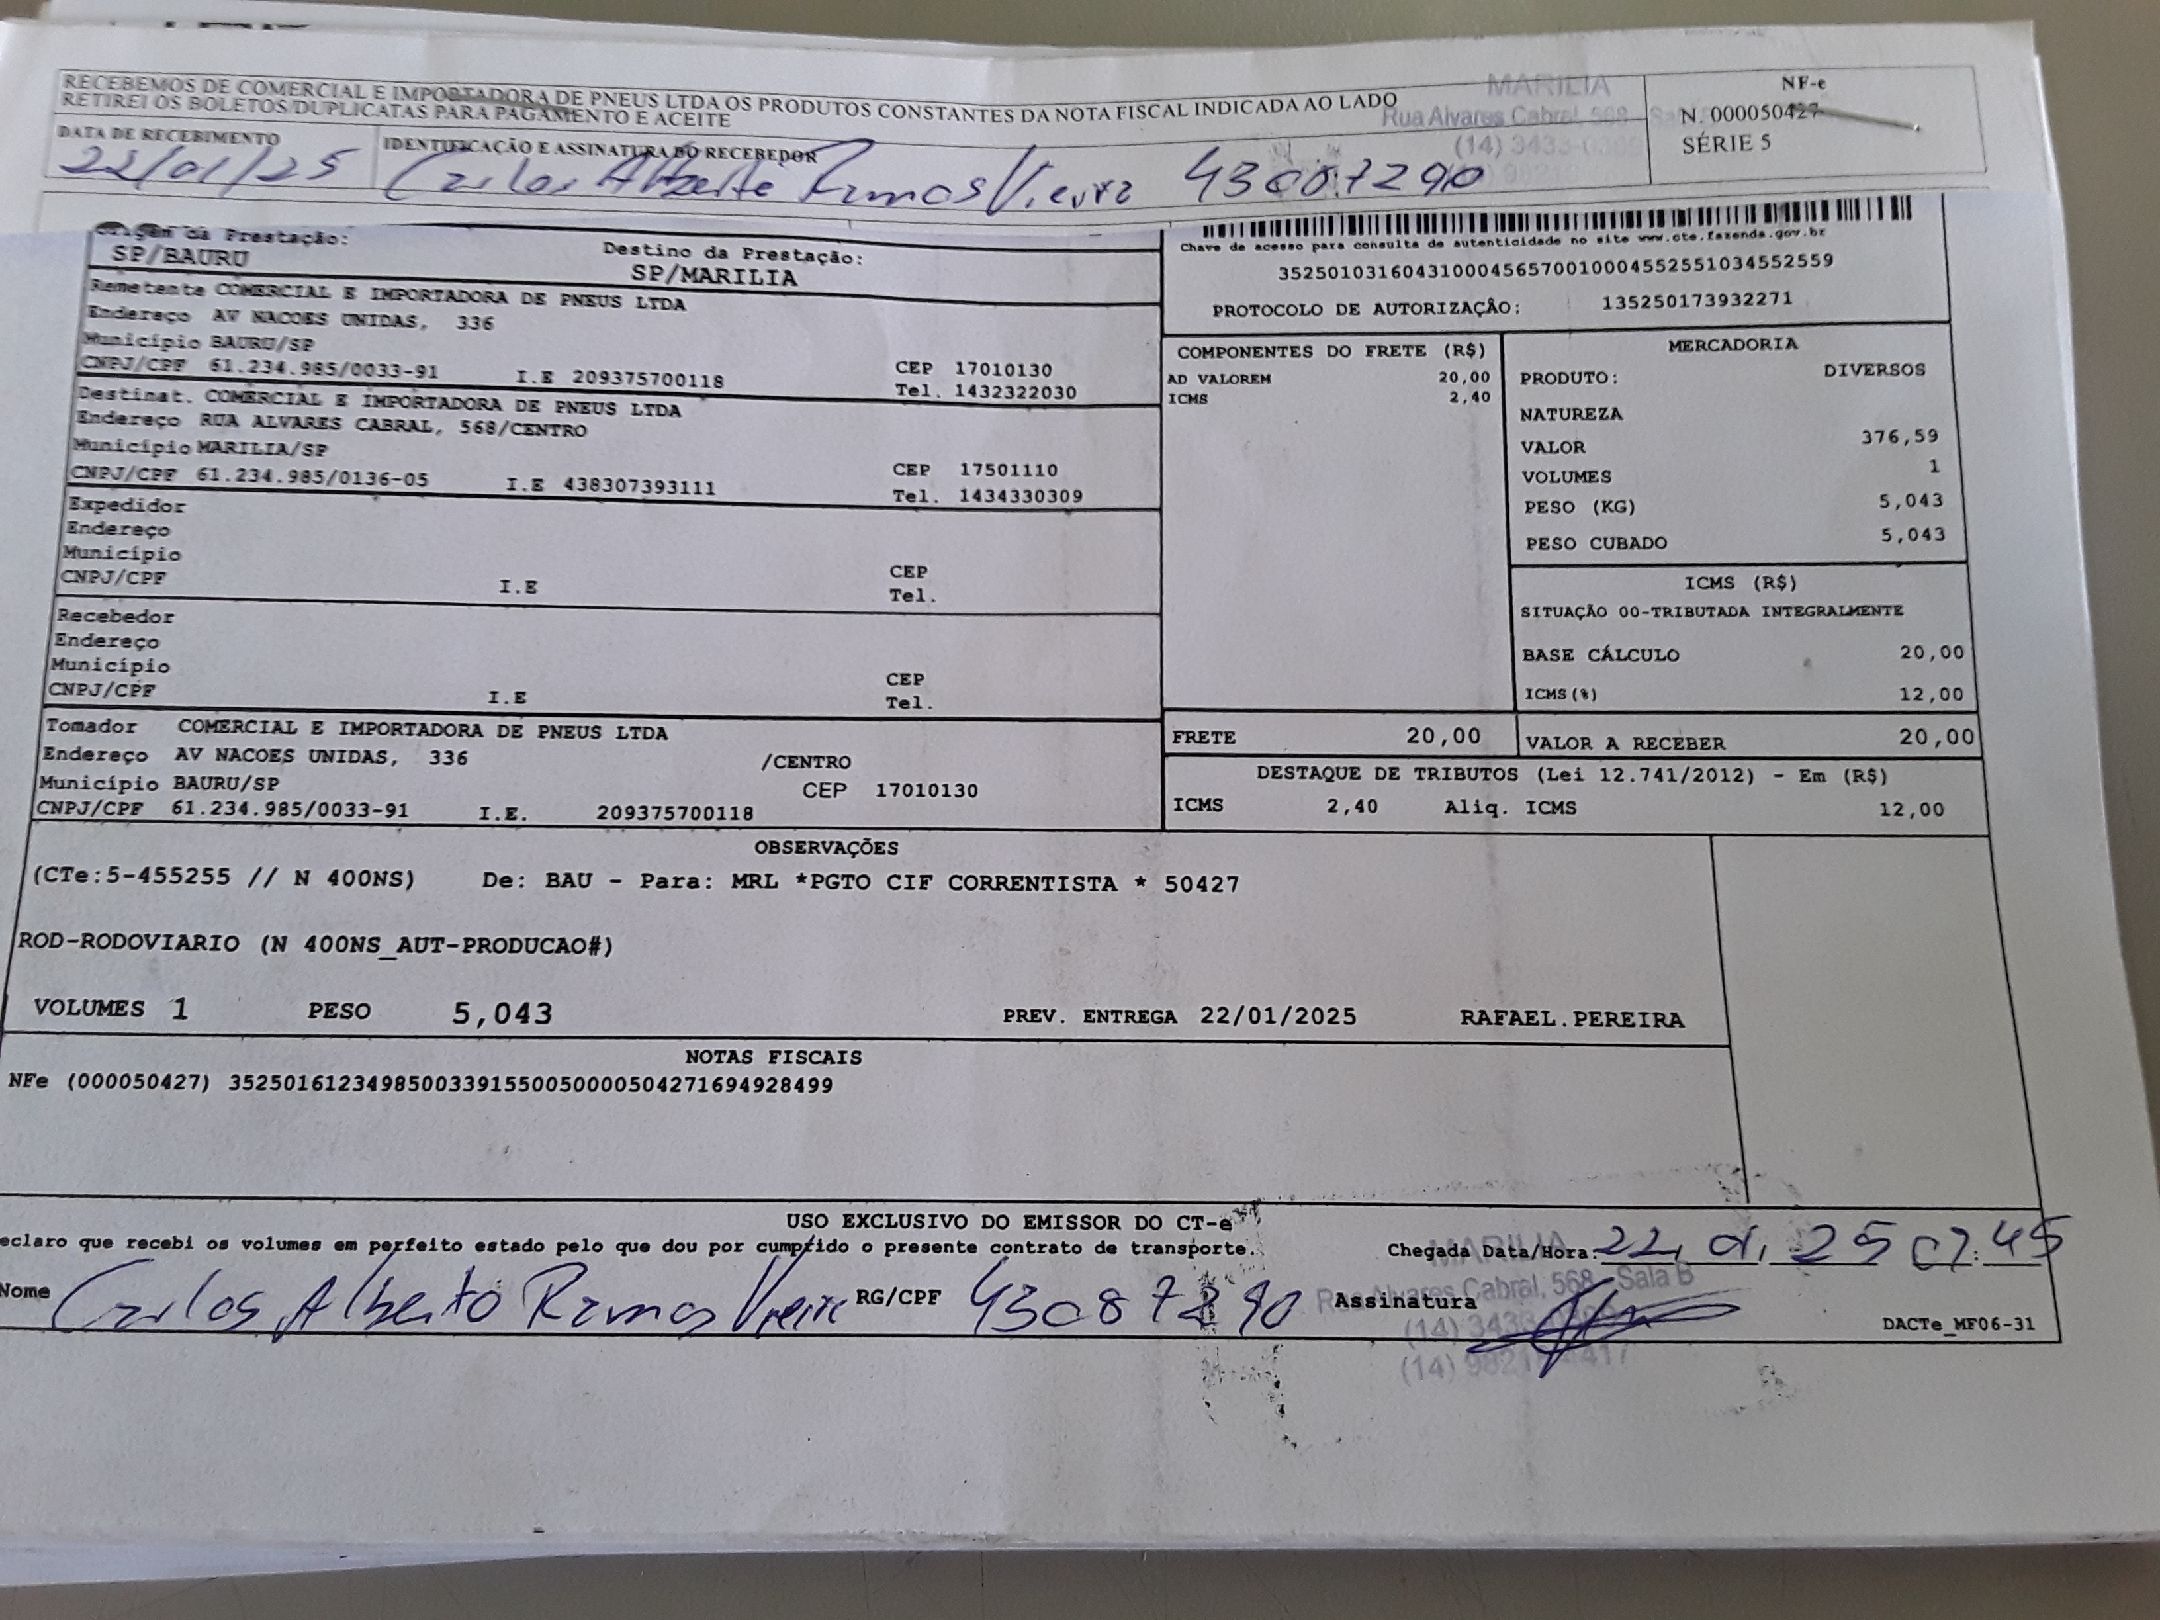 RECEBEMOS DE COMERCIAL E IMPORTADORA DE PNEUS LTDA OS PRODUTOS CONSTANTES DA NOTA FISCAL INDICADA AO LADO
RETIREI OS BOLETOS/DUPLICATAS PARA PAGAMENTO E ACEITE
MARILIA
Rua Alvares Cabral, 568
(14) 3433-0309
NF-e
N. 000050427
SÉRIE 5
DATA DE RECEBIMENTO
IDENTIFICAÇÃO E ASSINATURA DO RECEBEDOR
22/01/25 Carlos Alberto Ramos Vieira 43087290
Origem da Prestação:
SP/BAURU
Destino da Prestação:
SP/MARILIA
Chave de acesso para consulta de autenticidade no site www.cte.fazenda.gov.br
35250103160431000456570010004552551034552559
PROTOCOLO DE AUTORIZAÇÃO: 135250173932271
Remetente COMERCIAL E IMPORTADORA DE PNEUS LTDA
Endereço AV NACOES UNIDAS, 336
Município BAURU/SP
CEP 17010130
CNPJ/CPF 61.234.985/0033-91 I.E 209375700118 Tel. 1432322030
Destinat. COMERCIAL E IMPORTADORA DE PNEUS LTDA
Endereço RUA ALVARES CABRAL, 568/CENTRO
Município MARILIA/SP
CEP 17501110
CNPJ/CPF 61.234.985/0136-05 I.E 438307393111 Tel. 1434330309
Expedidor
Endereço
Município
CEP
CNPJ/CPF I.E Tel.
Recebedor
Endereço
Município
CEP
CNPJ/CPF I.E Tel.
Tomador COMERCIAL E IMPORTADORA DE PNEUS LTDA
Endereço AV NACOES UNIDAS, 336 /CENTRO
Município BAURU/SP CEP 17010130
CNPJ/CPF 61.234.985/0033-91 I.E. 209375700118
COMPONENTES DO FRETE (R$)
AD VALOREM 20,00
ICMS 2,40
MERCADORIA
PRODUTO: DIVERSOS
NATUREZA
VALOR 376,59
VOLUMES 1
PESO (KG) 5,043
PESO CUBADO 5,043
ICMS (R$)
SITUAÇÃO 00-TRIBUTADA INTEGRALMENTE
BASE CÁLCULO 20,00
ICMS(%) 12,00
FRETE 20,00 VALOR A RECEBER 20,00
DESTAQUE DE TRIBUTOS (Lei 12.741/2012) - Em (R$)
ICMS 2,40 Aliq. ICMS 12,00
OBSERVAÇÕES
(CTe:5-455255 // N 400NS) De: BAU - Para: MRL *PGTO CIF CORRENTISTA * 50427
ROD-RODOVIARIO (N 400NS_AUT-PRODUCAO#)
VOLUMES 1 PESO 5,043 PREV. ENTREGA 22/01/2025 RAFAEL.PEREIRA
NOTAS FISCAIS
NFe (000050427) 35250161234985003391550050000504271694928499
USO EXCLUSIVO DO EMISSOR DO CT-e
eclaro que recebi os volumes em perfeito estado pelo que dou por cumprido o presente contrato de transporte.
Chegada Data/Hora: 22 01 25 07:45
Nome Carlos Alberto Ramos Vieira RG/CPF 43087290 Assinatura
MARILIA
Rua Alvares Cabral, 568 - Sala B
DACTe_MF06-31